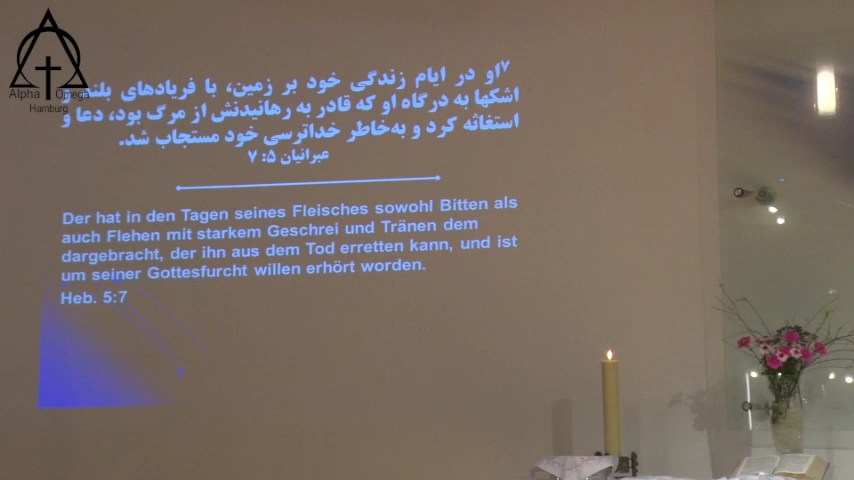 Alpha Omega
Hamburg
۷او در ایام زندگی خود بر زمین، با فریادهای بلند و
اشکها به درگاه او که قادر به رهانیدنش از مرگ بود، دعا و
استغاثه کرد و به‌خاطر خداترسی خود مستجاب شد.
عبرانیان ۵: ۷
Der hat in den Tagen seines Fleisches sowohl Bitten als
auch Flehen mit starkem Geschrei und Tränen dem
dargebracht, der ihn aus dem Tod erretten kann, und ist
um seiner Gottesfurcht willen erhört worden.
Heb. 5:7